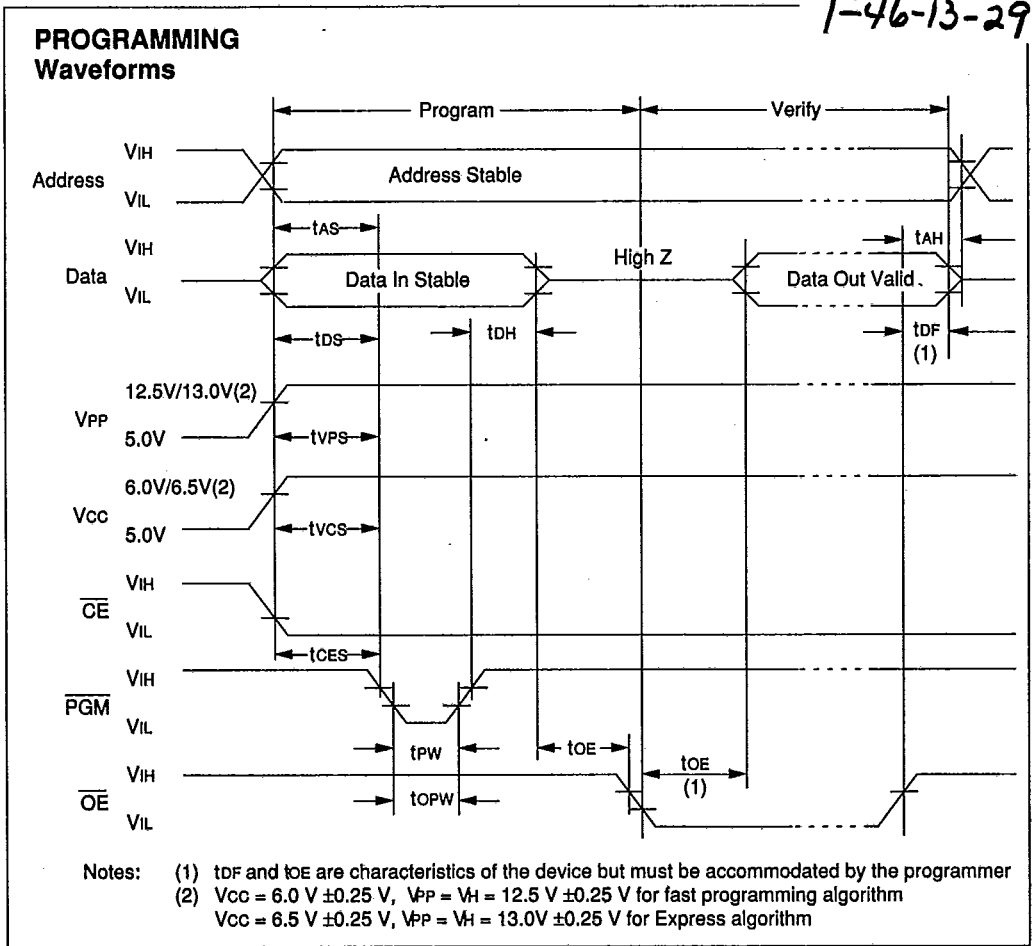 1-46-13-29
PROGRAMMING
Waveforms
Program
Verify
Address
VIH
VIL
Address Stable
tAS
tAH
Data
VIH
VIL
Data In Stable
High Z
Data Out Valid
tDS
tDH
tDF
(1)
VPP
12.5V/13.0V(2)
5.0V
tVPS
VCC
6.0V/6.5V(2)
5.0V
tVCS
CE
VIH
VIL
tCES
PGM
VIH
VIL
tPW
tOPW
tOE
tOE
(1)
OE
VIH
VIL
Notes: (1) tDF and tOE are characteristics of the device but must be accommodated by the programmer
(2) VCC = 6.0 V ±0.25 V, VPP = VH = 12.5 V ±0.25 V for fast programming algorithm
VCC = 6.5 V ±0.25 V, VPP = VH = 13.0V ±0.25 V for Express algorithm